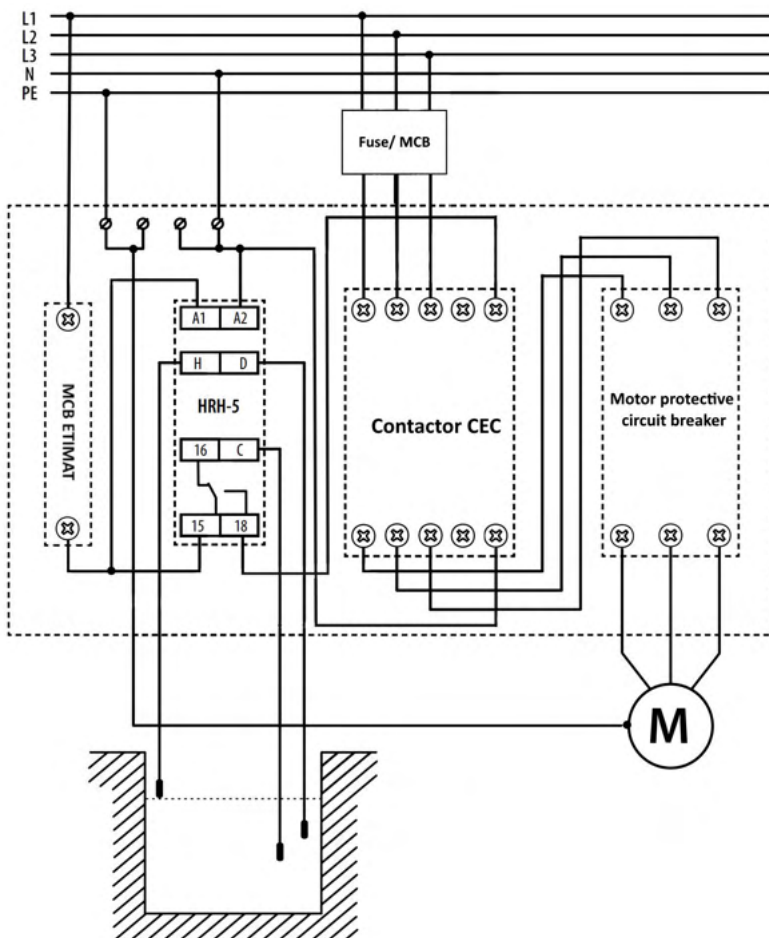 L1
L2
L3
N
PE
Fuse/ MCB
A1 A2
H D
HRH-5
16 C
15 18
MCB ETIMAT
Contactor CEC
Motor protective
circuit breaker
M